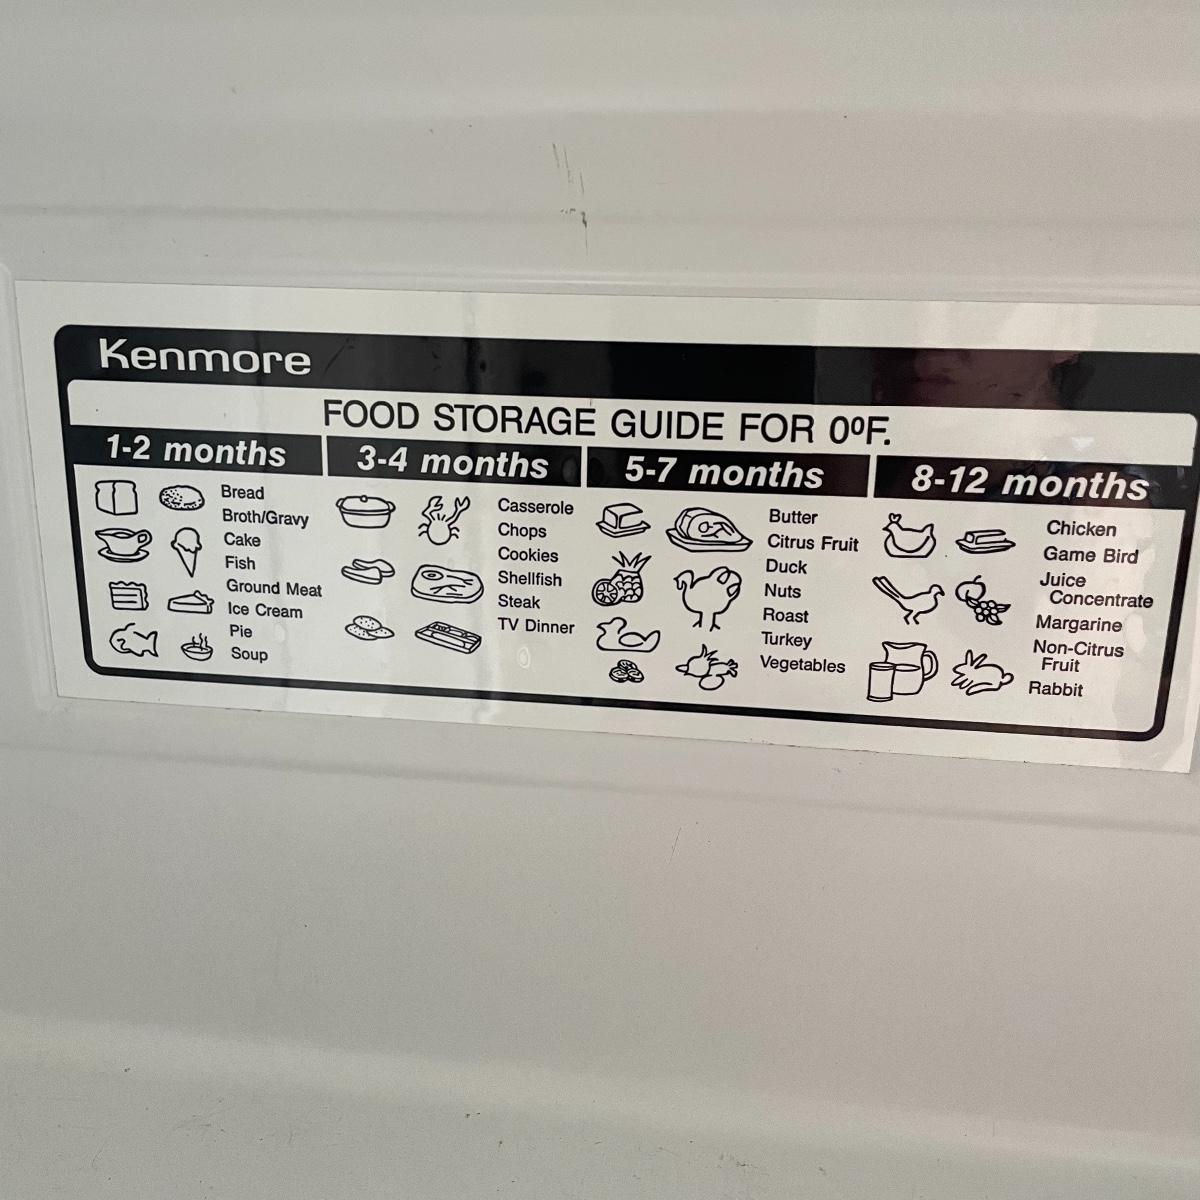 Kenmore
FOOD STORAGE GUIDE FOR 0ºF.
1-2 months
Bread
Broth/Gravy
Cake
Fish
Ground Meat
Ice Cream
Pie
Soup
3-4 months
Casserole
Chops
Cookies
Shellfish
Steak
TV Dinner
5-7 months
Butter
Citrus Fruit
Duck
Nuts
Roast
Turkey
Vegetables
8-12 months
Chicken
Game Bird
Juice
Concentrate
Margarine
Non-Citrus
Fruit
Rabbit